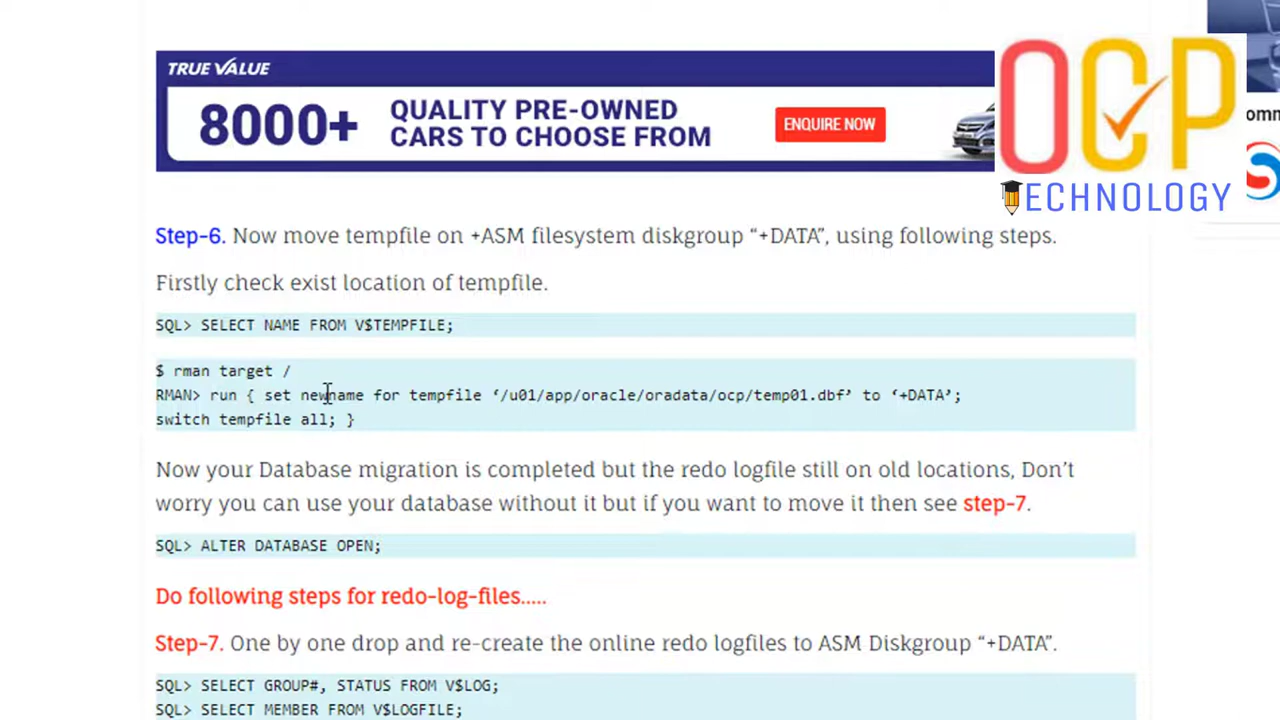 TRUE VALUE
8000+
QUALITY PRE-OWNED
CARS TO CHOOSE FROM
ENQUIRE NOW
OCP
TECHNOLOGY
Step-6. Now move tempfile on +ASM filesystem diskgroup “+DATA”, using following steps.
Firstly check exist location of tempfile.
SQL> SELECT NAME FROM V$TEMPFILE;
$ rman target /
RMAN> run { set newname for tempfile ‘/u01/app/oracle/oradata/ocp/temp01.dbf’ to ‘+DATA’;
switch tempfile all; }
Now your Database migration is completed but the redo logfile still on old locations, Don’t
worry you can use your database without it but if you want to move it then see step-7.
SQL> ALTER DATABASE OPEN;
Do following steps for redo-log-files.....
Step-7. One by one drop and re-create the online redo logfiles to ASM Diskgroup “+DATA”.
SQL> SELECT GROUP#, STATUS FROM V$LOG;
SQL> SELECT MEMBER FROM V$LOGFILE;